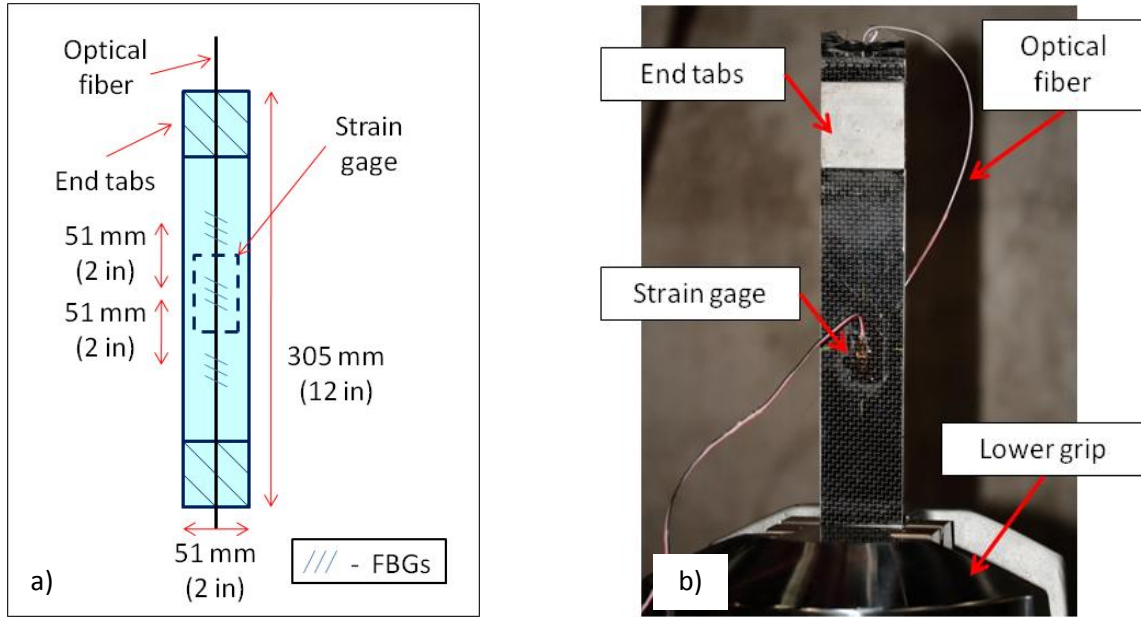 Optical
fiber
Strain
gage
End tabs
51 mm
(2 in)
51 mm
(2 in)
305 mm
(12 in)
51 mm
(2 in)
/// - FBGs
a)
End tabs
Optical
fiber
Strain gage
Lower grip
b)